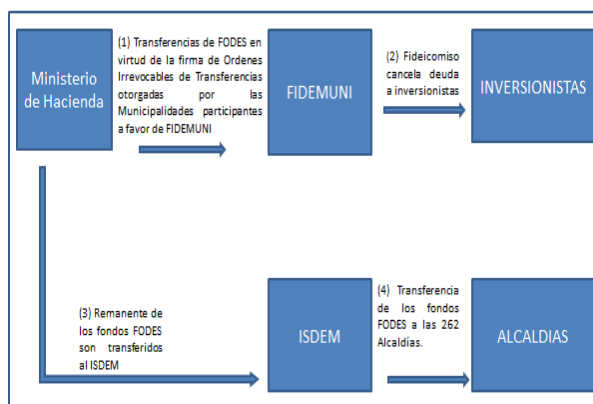 Ministerio
de Hacienda
(1) Transferencias de FODES en
virtud de la firma de Ordenes
Irrevocables de Transferencias
otorgadas por las
Municipalidades participantes
a favor de FIDEMUNI
FIDEMUNI
(2) Fideicomiso
cancela deuda
a inversionistas
INVERSIONISTAS
(3) Remanente de
los fondos FODES
son transferidos
al ISDEM
ISDEM
(4) Transferencia
de los fondos
FODES a las 262
Alcaldías.
ALCALDIAS